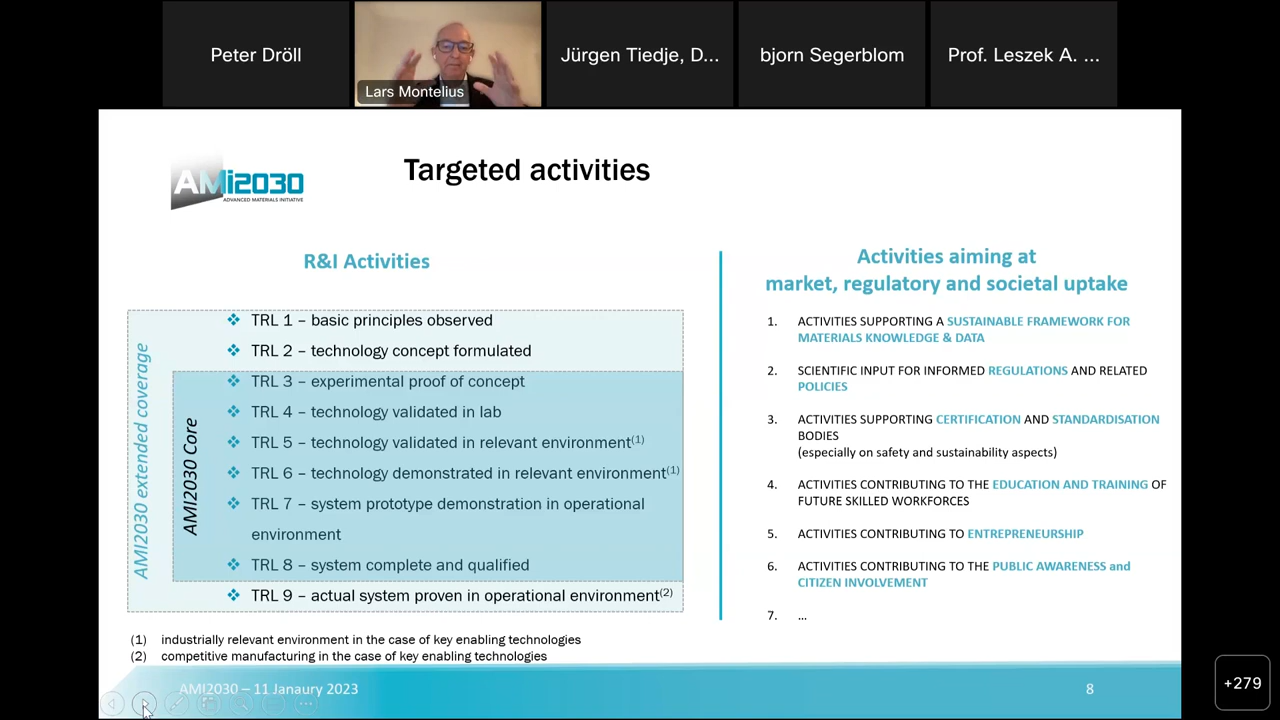 Peter Dröll
Lars Montelius
Jürgen Tiedje, D...
bjorn Segerblom
Prof. Leszek A. ...
AMi2030
ADVANCED MATERIALS INITIATIVE
Targeted activities
R&I Activities
AMI2030 extended coverage
AMI2030 Core
❖ TRL 1 – basic principles observed
❖ TRL 2 – technology concept formulated
❖ TRL 3 – experimental proof of concept
❖ TRL 4 – technology validated in lab
❖ TRL 5 – technology validated in relevant environment(1)
❖ TRL 6 – technology demonstrated in relevant environment(1)
❖ TRL 7 – system prototype demonstration in operational
environment
❖ TRL 8 – system complete and qualified
❖ TRL 9 – actual system proven in operational environment(2)
(1) industrially relevant environment in the case of key enabling technologies
(2) competitive manufacturing in the case of key enabling technologies
Activities aiming at
market, regulatory and societal uptake
1. ACTIVITIES SUPPORTING A SUSTAINABLE FRAMEWORK FOR
MATERIALS KNOWLEDGE & DATA
2. SCIENTIFIC INPUT FOR INFORMED REGULATIONS AND RELATED
POLICIES
3. ACTIVITIES SUPPORTING CERTIFICATION AND STANDARDISATION
BODIES
(especially on safety and sustainability aspects)
4. ACTIVITIES CONTRIBUTING TO THE EDUCATION AND TRAINING OF
FUTURE SKILLED WORKFORCES
5. ACTIVITIES CONTRIBUTING TO ENTREPRENEURSHIP
6. ACTIVITIES CONTRIBUTING TO THE PUBLIC AWARENESS and
CITIZEN INVOLVEMENT
7. ...
AMI2030 – 11 Janaury 2023
8
+279